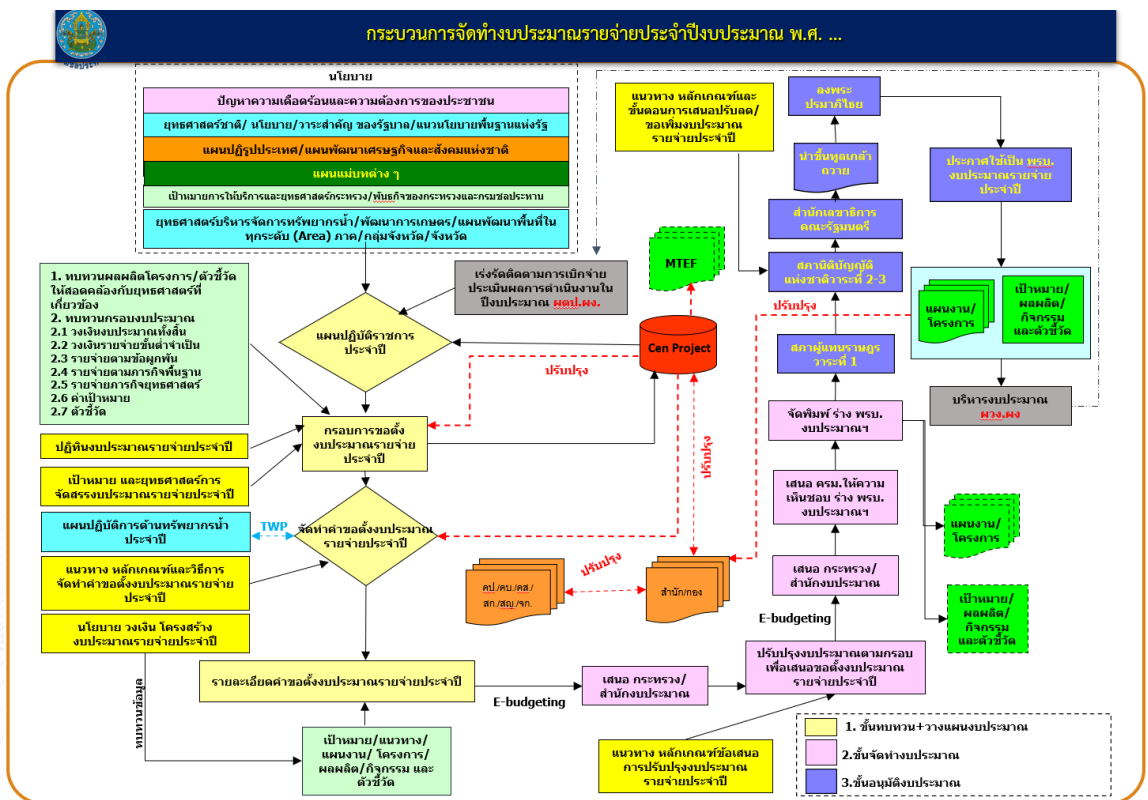 กระบวนการจัดทำงบประมาณรายจ่ายประจำปีงบประมาณ พ.ศ. ...
นโยบาย
ปัญหาความเดือดร้อนและความต้องการของประชาชน
ยุทธศาสตร์ชาติ/ นโยบาย/วาระสำคัญ ของรัฐบาล/แนวนโยบายพื้นฐานแห่งรัฐ
แผนปฏิรูปประเทศ/แผนพัฒนาเศรษฐกิจและสังคมแห่งชาติ
แผนแม่บทต่าง ๆ
เป้าหมายการให้บริการและยุทธศาสตร์กระทรวง/พันธกิจของกระทรวงและกรมชลประทาน
ยุทธศาสตร์บริหารจัดการทรัพยากรน้ำ/พัฒนาการเกษตร/แผนพัฒนาพื้นที่ใน
ทุกระดับ (Area) ภาค/กลุ่มจังหวัด/จังหวัด
1. ทบทวนผลผลิตโครงการ/ตัวชี้วัด
ให้สอดคล้องกับยุทธศาสตร์ที่
เกี่ยวข้อง
2. ทบทวนกรอบงบประมาณ
2.1 วงเงินงบประมาณทั้งสิ้น
2.2 วงเงินรายจ่ายขั้นต่ำจำเป็น
2.3 รายจ่ายตามข้อผูกพัน
2.4 รายจ่ายตามภารกิจพื้นฐาน
2.5 รายจ่ายภารกิจยุทธศาสตร์
2.6 ค่าเป้าหมาย
2.7 ตัวชี้วัด
ปฏิทินงบประมาณรายจ่ายประจำปี
เป้าหมาย และยุทธศาสตร์การ
จัดสรรงบประมาณรายจ่ายประจำปี
แผนปฏิบัติการด้านทรัพยากรน้ำ
ประจำปี
TWP
แนวทาง หลักเกณฑ์และวิธีการ
จัดทำคำขอตั้งงบประมาณรายจ่าย
ประจำปี
นโยบาย วงเงิน โครงสร้าง
งบประมาณรายจ่ายประจำปี
ทบทวนข้อมูล
แผนปฏิบัติราชการ
ประจำปี
กรอบการขอตั้ง
งบประมาณรายจ่าย
ประจำปี
จัดทำคำขอตั้งงบประมาณ
รายจ่ายประจำปี
รายละเอียดคำขอตั้งงบประมาณรายจ่ายประจำปี
เป้าหมาย/แนวทาง/
แผนงาน/ โครงการ/
ผลผลิต/กิจกรรม และ
ตัวชี้วัด
เร่งรัดติดตามการเบิกจ่าย
ประเมินผลการดำเนินงานใน
ปีงบประมาณ ผตป.ผง.
MTEF
Cen Project
ปรับปรุง
ปรับปรุง
ปรับปรุง
ปรับปรุง
คป./คบ./คส./
สก./สญ./จก.
สำนัก/กอง
E-budgeting
เสนอ กระทรวง/
สำนักงบประมาณ
แนวทาง หลักเกณฑ์ข้อเสนอ
การปรับปรุงงบประมาณ
รายจ่ายประจำปี
ปรับปรุงงบประมาณตามกรอบ
เพื่อเสนอขอตั้งงบประมาณ
รายจ่ายประจำปี
E-budgeting
เสนอ กระทรวง/
สำนักงบประมาณ
เสนอ ครม.ให้ความ
เห็นชอบ ร่าง พรบ.
งบประมาณฯ
จัดพิมพ์ ร่าง พรบ.
งบประมาณฯ
สภาผู้แทนราษฎร
วาระที่ 1
สภานิติบัญญัติ
แห่งชาติวาระที่ 2-3
สำนักเลขาธิการ
คณะรัฐมนตรี
นำขึ้นทูลเกล้า
ถวาย
ลงพระ
ปรมาภิไธย
แนวทาง หลักเกณฑ์และ
ขั้นตอนการเสนอปรับลด/
ขอเพิ่มงบประมาณ
รายจ่ายประจำปี
ประกาศใช้เป็น พรบ.
งบประมาณรายจ่าย
ประจำปี
แผนงาน/
โครงการ
เป้าหมาย/
ผลผลิต/
กิจกรรม
และตัวชี้วัด
บริหารงบประมาณ
ผวง.ผง
แผนงาน/
โครงการ
เป้าหมาย/
ผลผลิต/
กิจกรรม
และตัวชี้วัด
1. ขั้นทบทวน+วางแผนงบประมาณ
2.ขั้นจัดทำงบประมาณ
3.ขั้นอนุมัติงบประมาณ